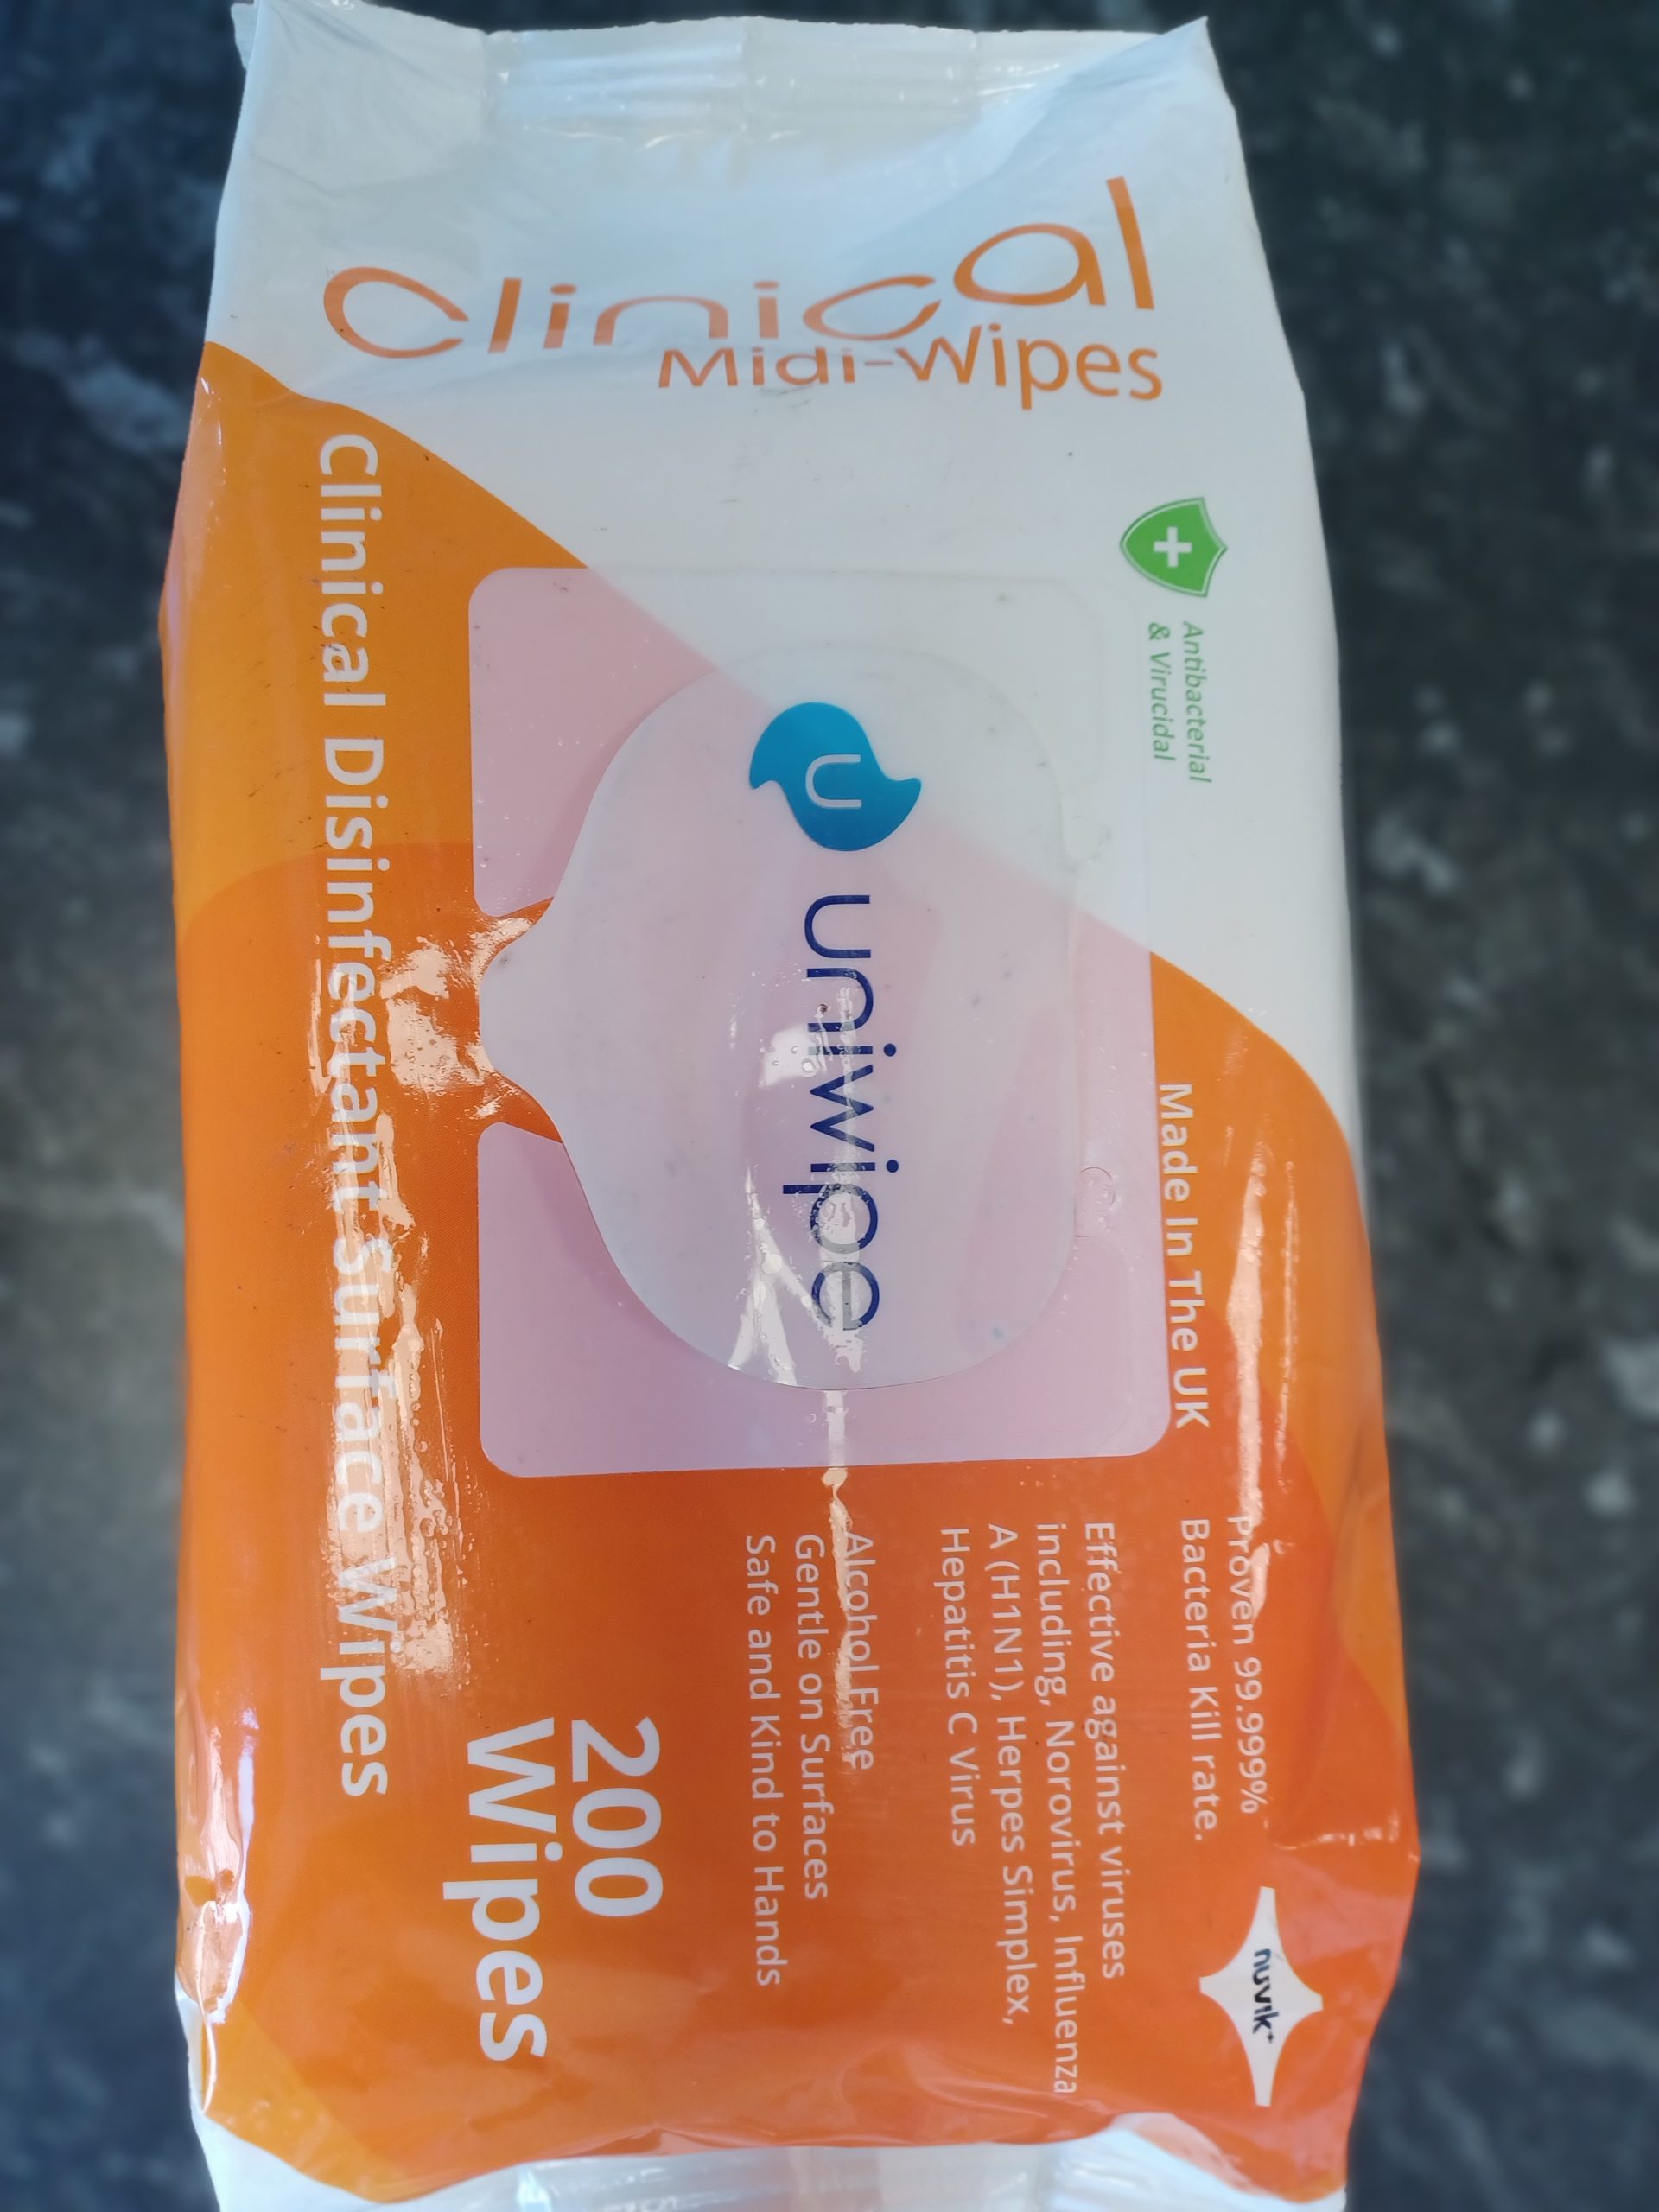 Clinical
Midi-Wipes
Antibacterial
& Virucidal
U
uniwipe
Made In The UK
Proven 99.999%
Bacteria Kill rate.
Effective against viruses
including, Norovirus, Influenza
A (H1N1), Herpes Simplex,
Hepatitis C Virus
Alcohol Free
Gentle on Surfaces
Safe and Kind to Hands
200
Wipes
Clinical Disinfectant Surface Wipes
nuvik+